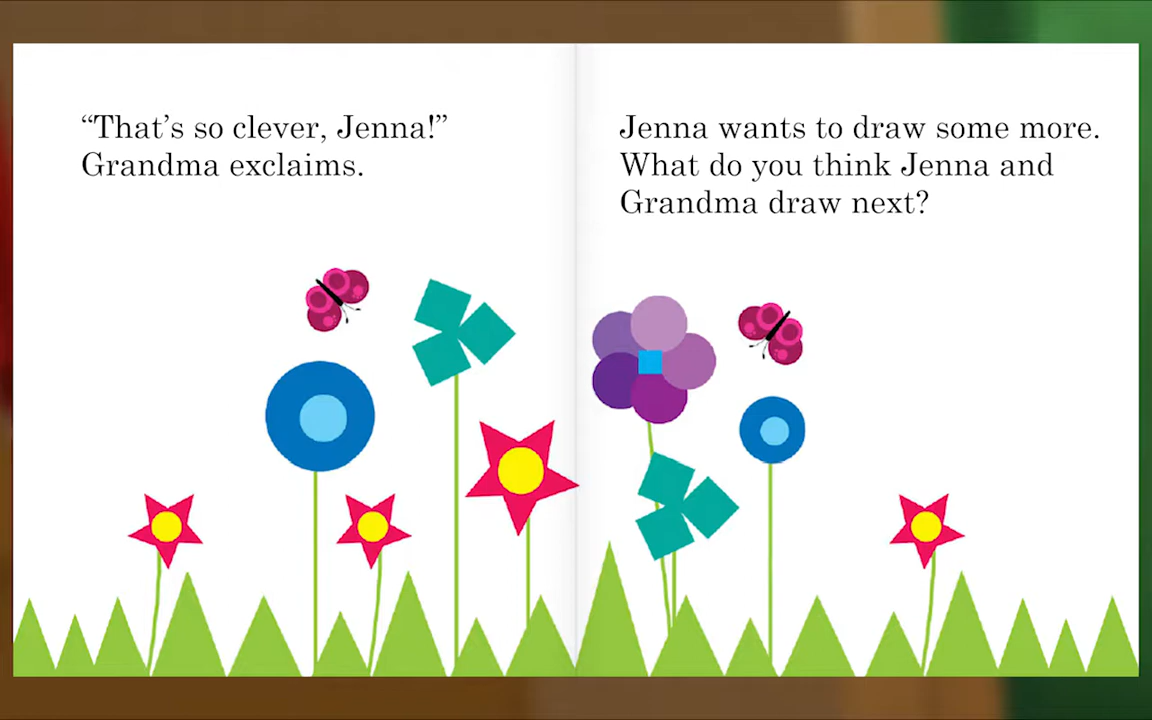 “That’s so clever, Jenna!”
Grandma exclaims.
Jenna wants to draw some more.
What do you think Jenna and
Grandma draw next?